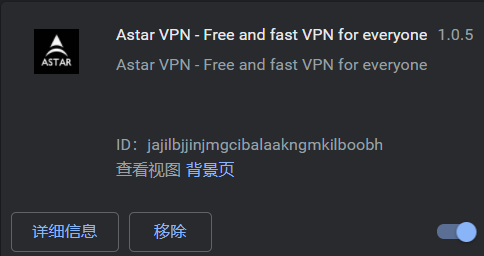 Astar VPN - Free and fast VPN for everyone 1.0.5
ASTAR
Astar VPN - Free and fast VPN for everyone
ID：jajilbjjinjmgcibalaakngmkilboobh
查看视图 背景页
详细信息 移除